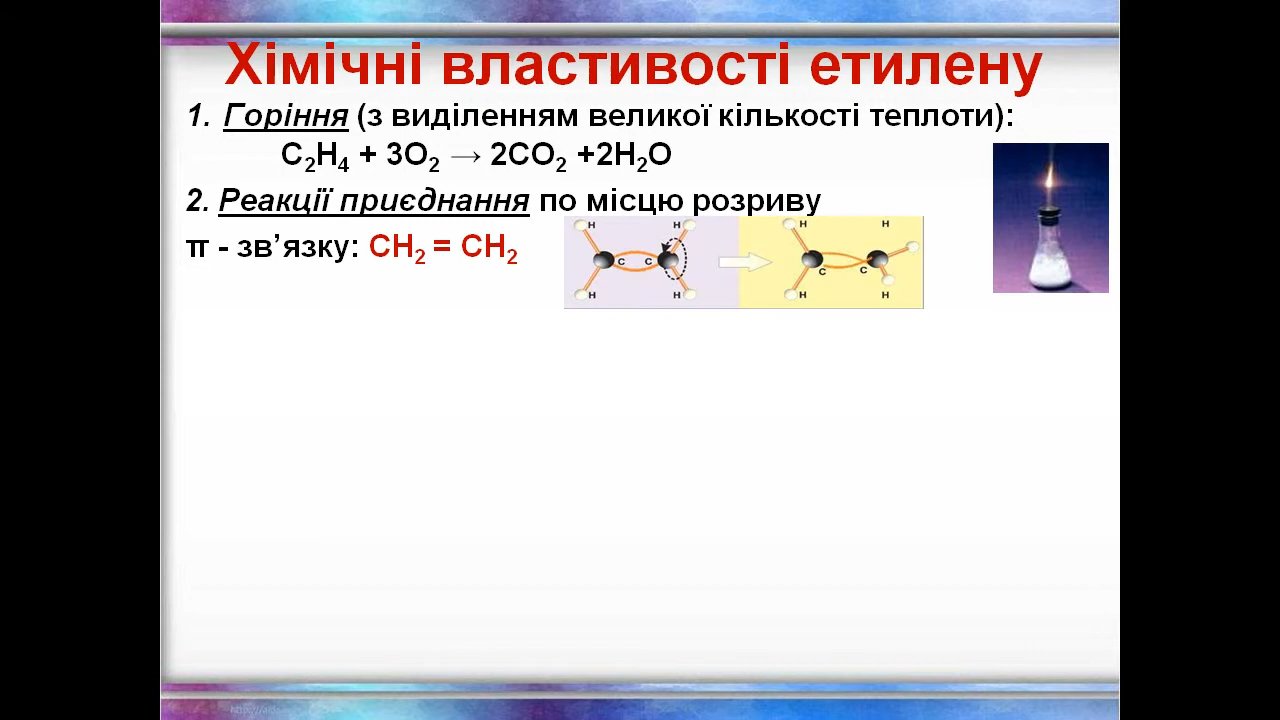 Хімічні властивості етилену
1. Горіння (з виділенням великої кількості теплоти):
C₂H₄ + 3O₂ → 2CO₂ +2H₂O
2. Реакції приєднання по місцю розриву
π - зв’язку: CH₂ = CH₂
H H H H
C C C C
H H H H